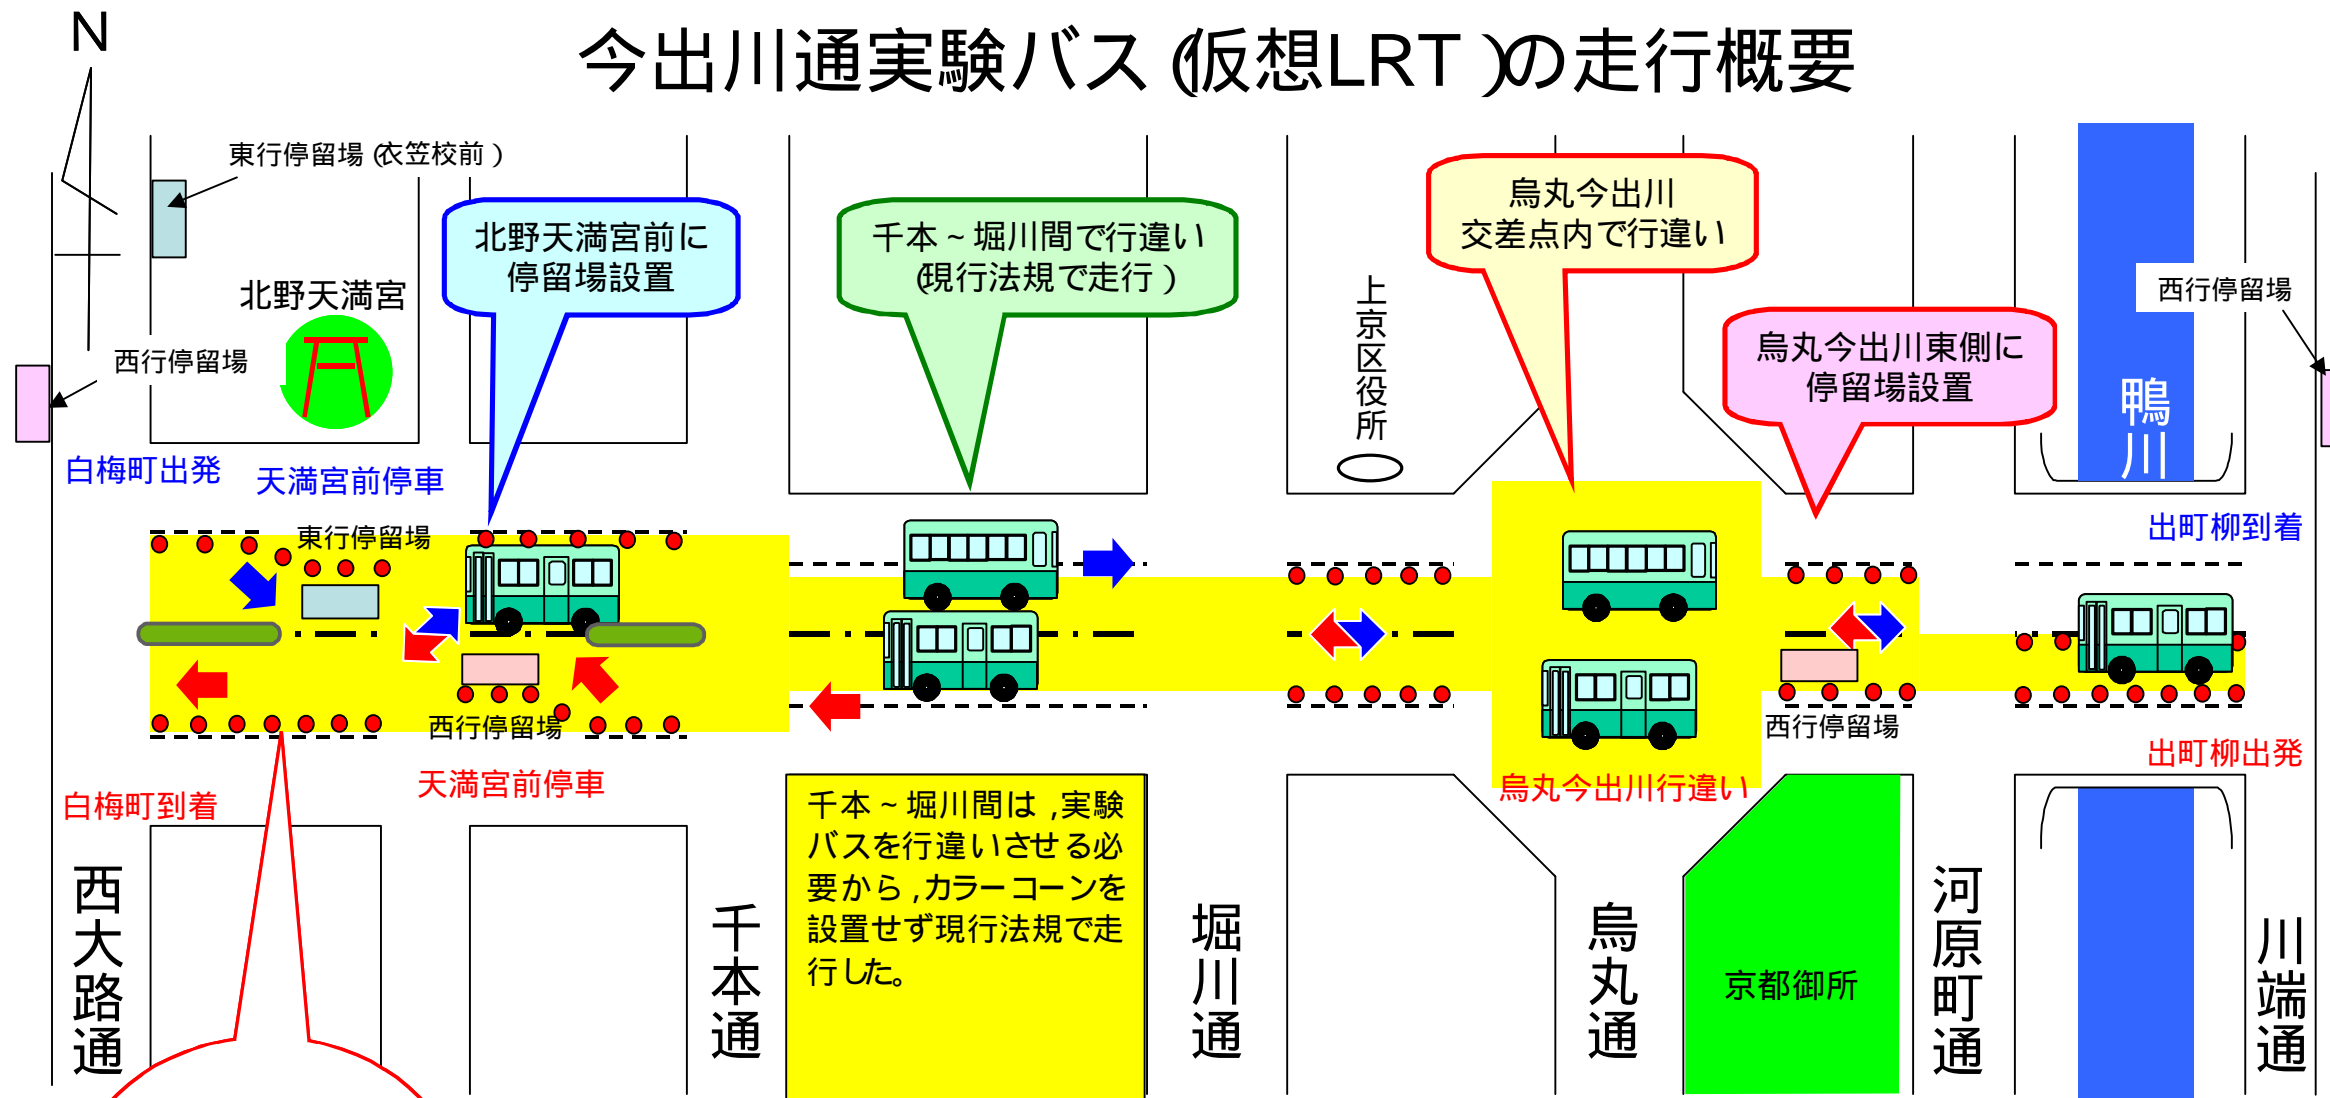 今出川通実験バス(仮想LRT)の走行概要
N
東行停留場(衣笠校前)
北野天満宮
西行停留場
北野天満宮前に
停留場設置
千本~堀川間で行違い
(現行法規で走行)
上京区役所
烏丸今出川
交差点内で行違い
烏丸今出川東側に
停留場設置
西行停留場
鴨川
白梅町出発
天満宮前停車
東行停留場
出町柳到着
西行停留場
天満宮前停車
白梅町到着
西行停留場
出町柳出発
烏丸今出川行違い
千本~堀川間は,実験
バスを行違いさせる必
要から,カラーコーンを
設置せず現行法規で走
行した。
西大路通
千本通
堀川通
烏丸通
京都御所
河原町通
川端通